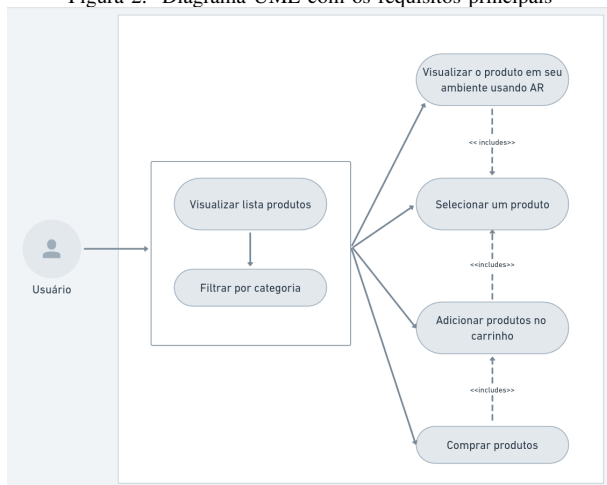 Figura 2. Diagrama UML com os requisitos principais
Visualizar o produto em seu
ambiente usando AR
<< includes>>
Visualizar lista produtos
Selecionar um produto
Usuário
Filtrar por categoria
<<includes>>
Adicionar produtos no
carrinho
<<includes>>
Comprar produtos